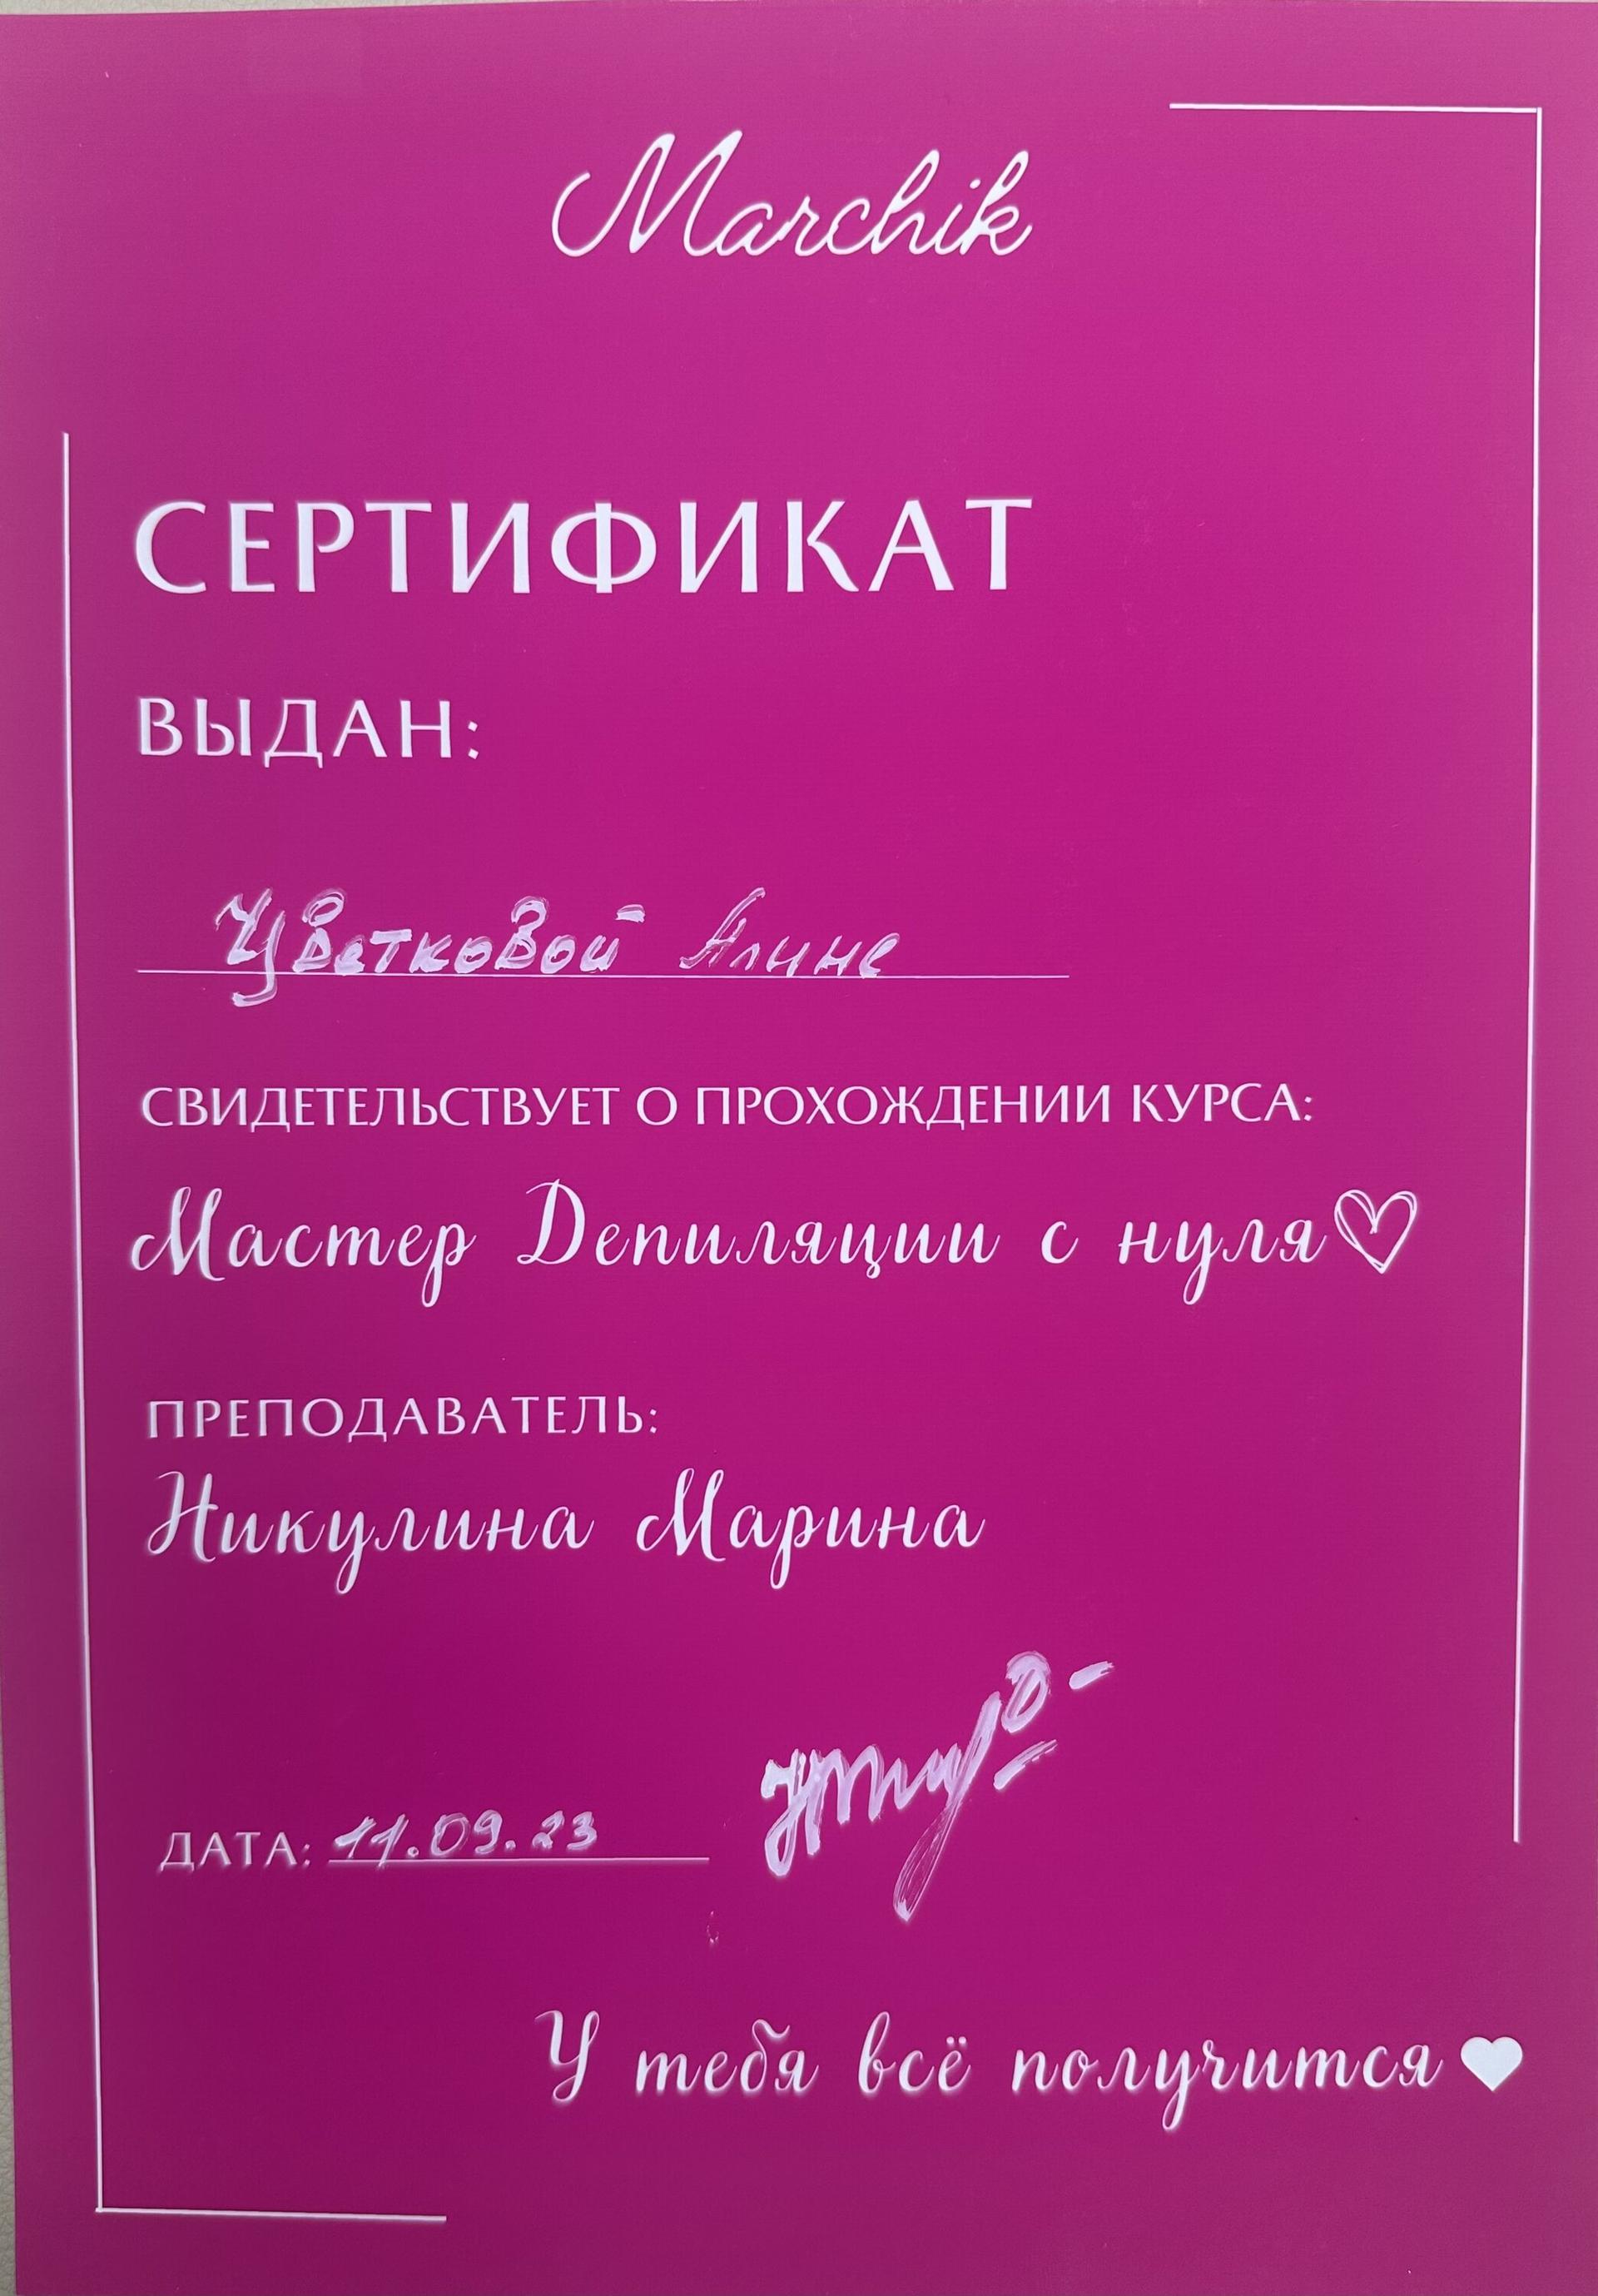 Marchik
СЕРТИФИКАТ
ВЫДАН:
Цветковой Алине
СВИДЕТЕЛЬСТВУЕТ О ПРОХОЖДЕНИИ КУРСА:
Мастер Депиляции с нуля
ПРЕПОДАВАТЕЛЬ:
Никулина Марина
ДАТА: 11.09.23
У тебя всё получится